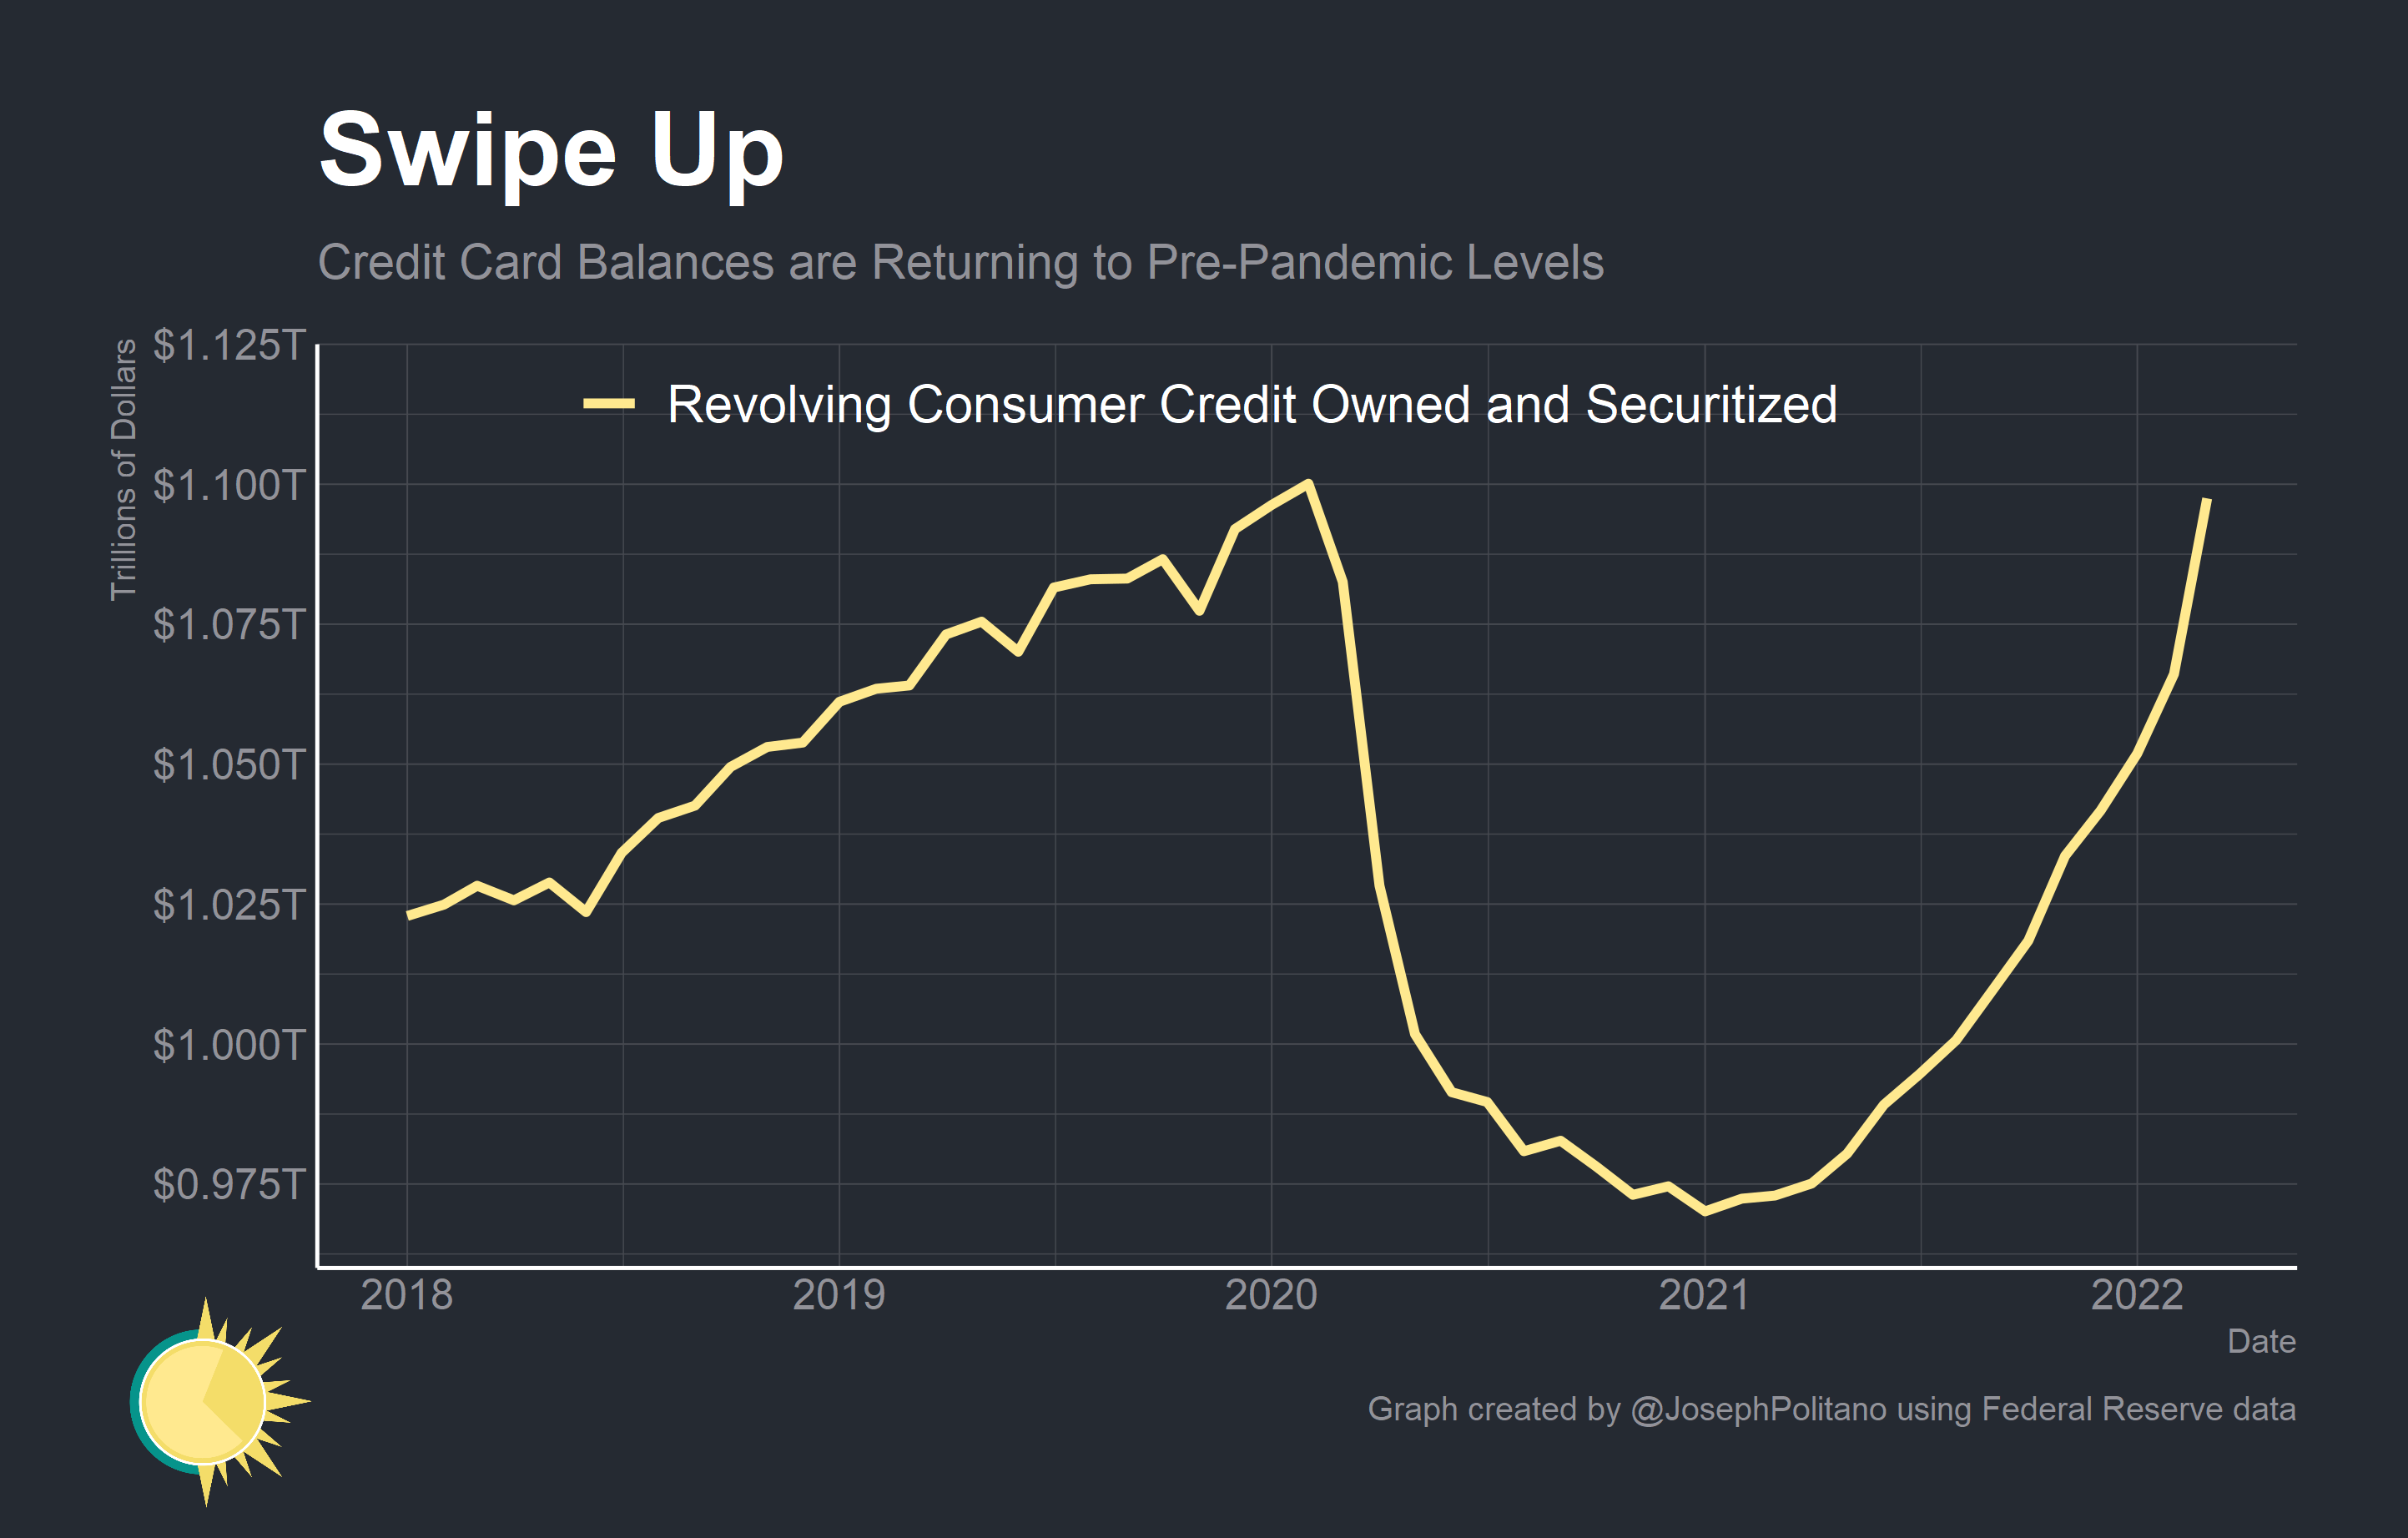 Swipe Up
Credit Card Balances are Returning to Pre-Pandemic Levels
Trillions of Dollars
$1.125T
$1.100T
$1.075T
$1.050T
$1.025T
$1.000T
$0.975T
Revolving Consumer Credit Owned and Securitized
2018 2019 2020 2021 2022
Date
Graph created by @JosephPolitano using Federal Reserve data